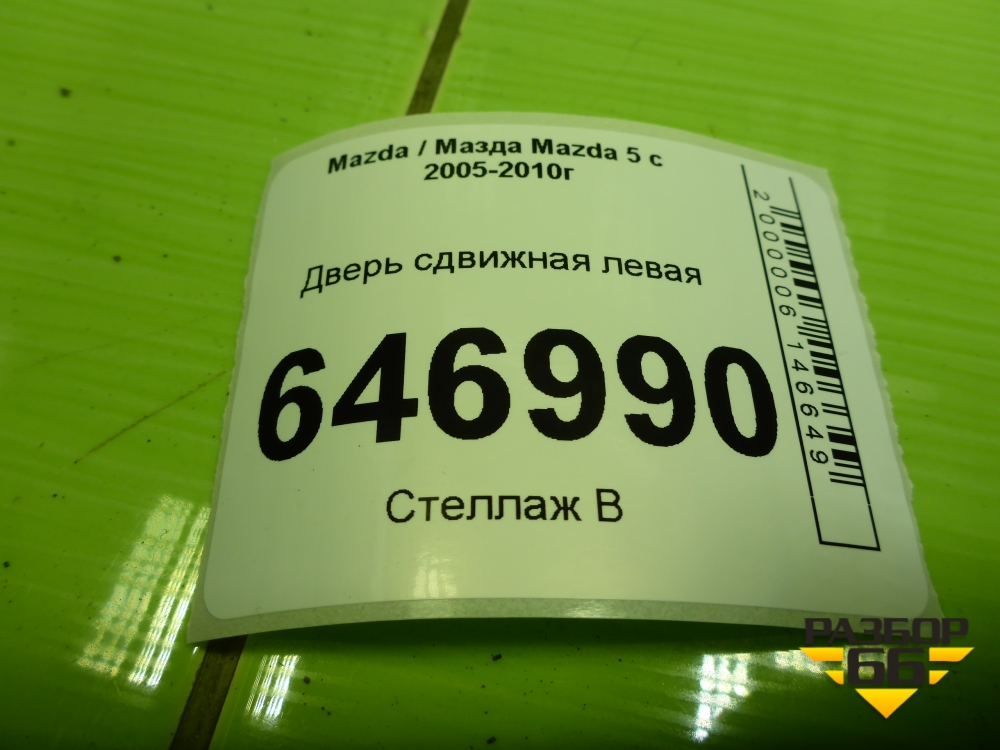 Mazda / Мазда Mazda 5 с
2005-2010г
Дверь сдвижная левая
646990
Стеллаж В
2000006146649
РАЗБОР
66